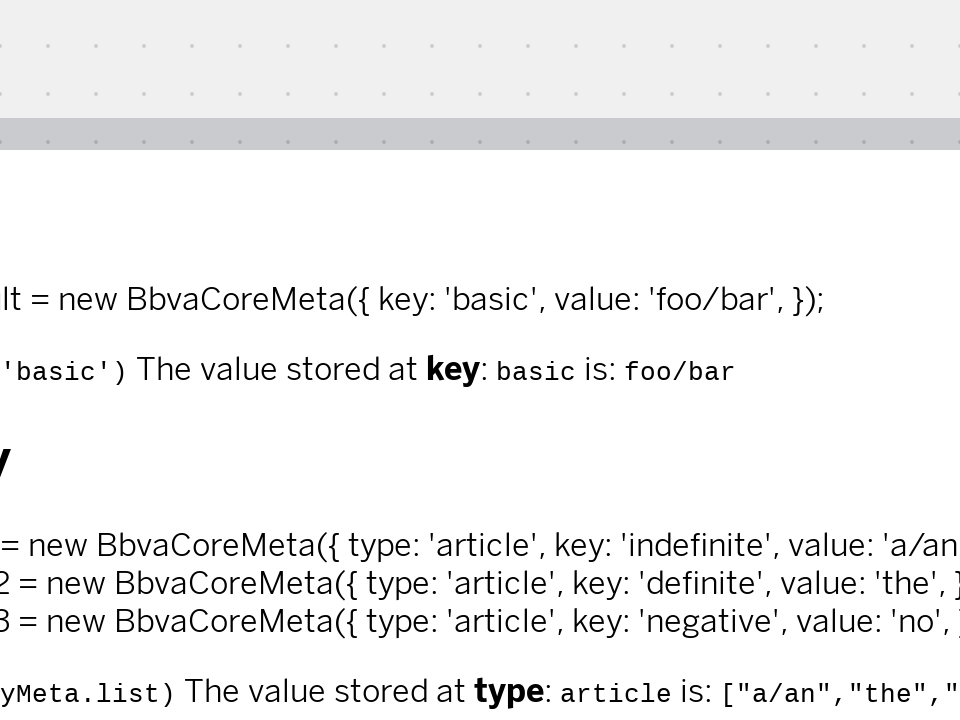 lt = new BbvaCoreMeta({ key: 'basic', value: 'foo/bar', });
'basic') The value stored at key: basic is: foo/bar
y
= new BbvaCoreMeta({ type: 'article', key: 'indefinite', value: 'a/an
2 = new BbvaCoreMeta({ type: 'article', key: 'definite', value: 'the', }
3 = new BbvaCoreMeta({ type: 'article', key: 'negative', value: 'no', }
yMeta.list) The value stored at type: article is: ["a/an","the","